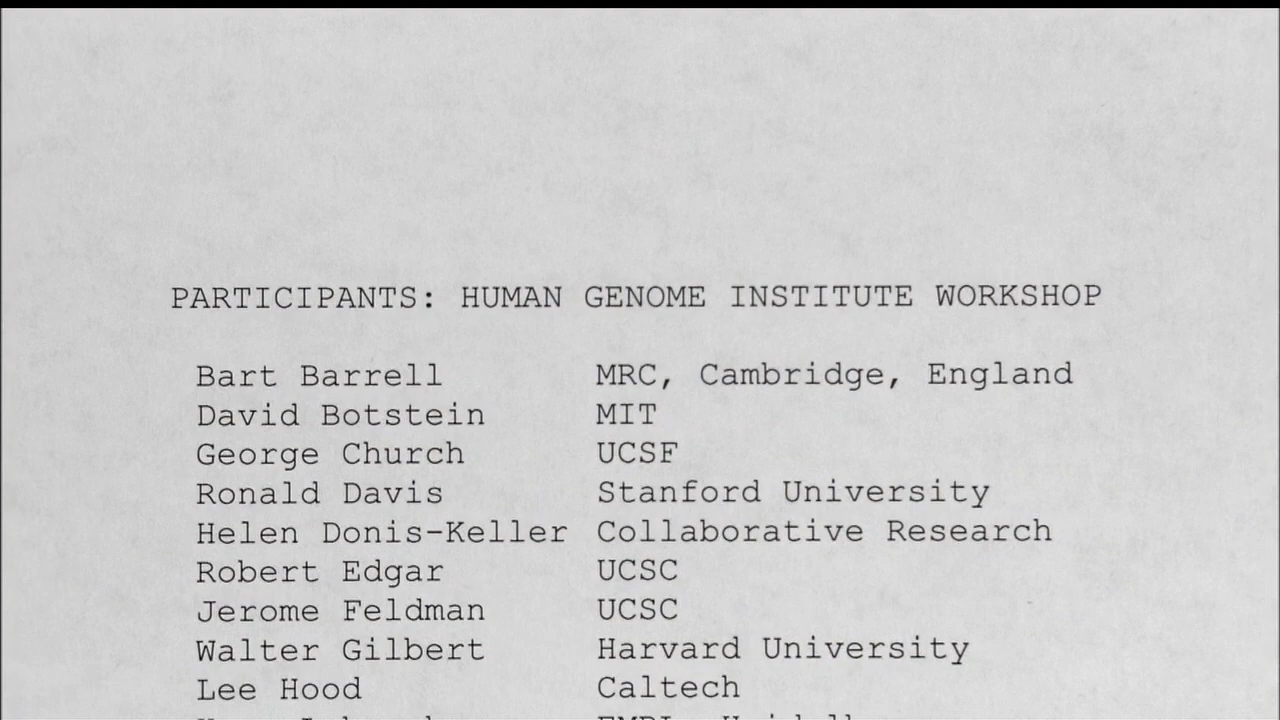 PARTICIPANTS: HUMAN GENOME INSTITUTE WORKSHOP
Bart Barrell MRC, Cambridge, England
David Botstein MIT
George Church UCSF
Ronald Davis Stanford University
Helen Donis-Keller Collaborative Research
Robert Edgar UCSC
Jerome Feldman UCSC
Walter Gilbert Harvard University
Lee Hood Caltech